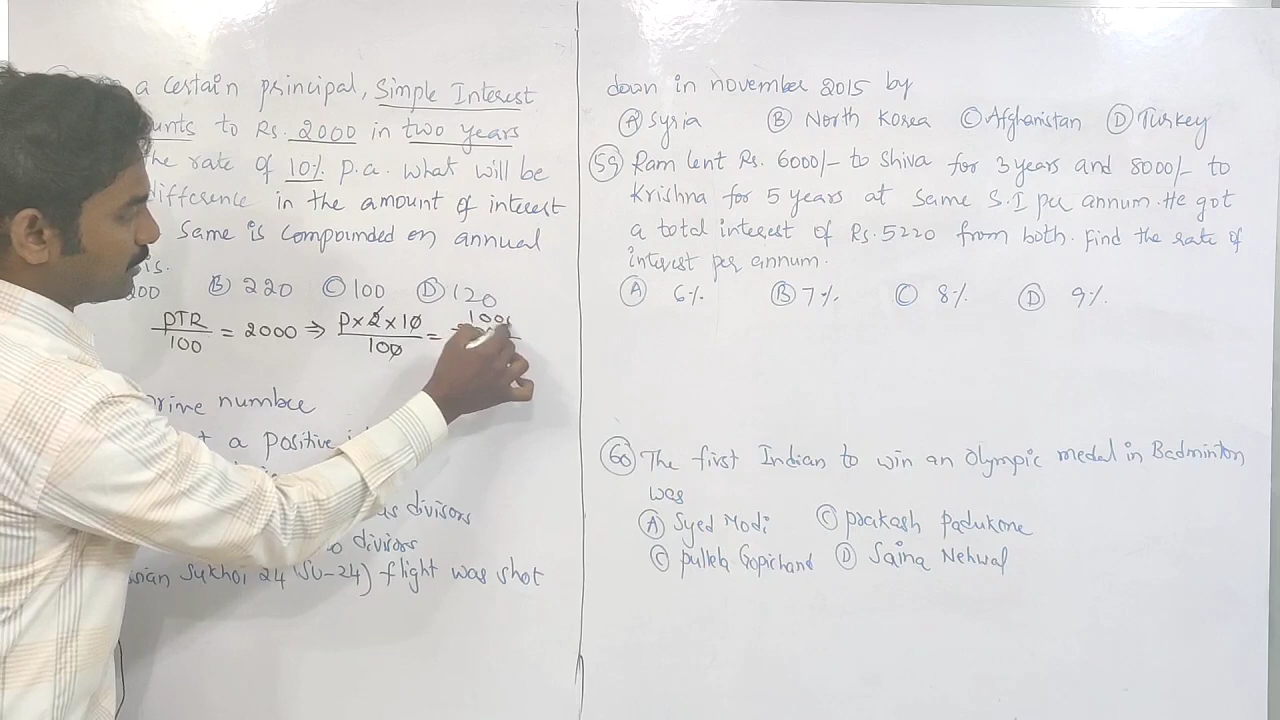 a certain principal, Simple Interest
unts to Rs. 2000 in two years
the rate of 10% p.a. what will be
difference in the amount of interest
Same is compounded on annual
is.
200 Ⓑ 220 Ⓒ 100 Ⓓ 120
PTR/100 = 2000 ⇒ P×2×10/100 =
Prime number
a positive
divisors
divisors
Sukhoi 24 (SU-24) flight was shot
down in november 2015 by
Ⓐ Syria Ⓑ North Korea Ⓒ Afghanistan Ⓓ Turkey
59 Ram lent Rs. 6000/- to Shiva for 3 years and 8000/- to
Krishna for 5 years at Same S.I per annum. He got
a total interest of Rs. 5220 from both. Find the rate of
interest per annum.
Ⓐ 6% Ⓑ 7% Ⓒ 8% Ⓓ 9%
60 The first Indian to win an Olympic medal in Badminton
was
Ⓐ Syed Modi Ⓒ prakash padukone
Ⓒ pullela Gopichand Ⓓ Saina Nehwal